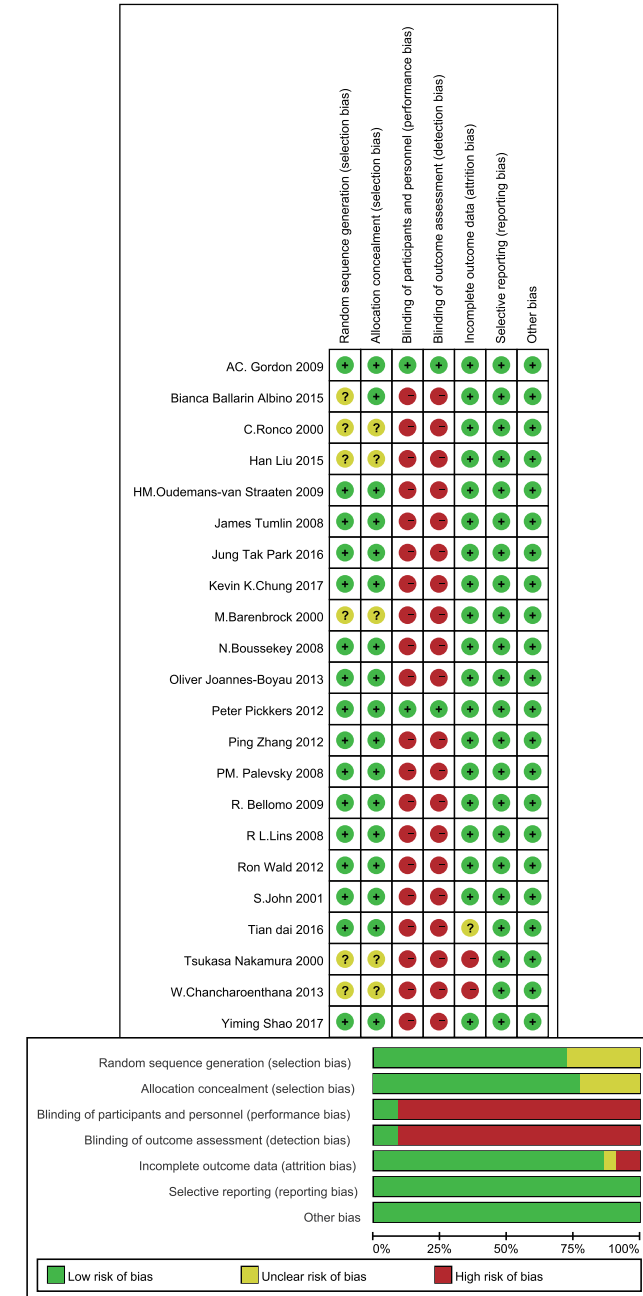 Random sequence generation (selection bias)
Allocation concealment (selection bias)
Blinding of participants and personnel (performance bias)
Blinding of outcome assessment (detection bias)
Incomplete outcome data (attrition bias)
Selective reporting (reporting bias)
Other bias
AC. Gordon 2009 + + + + + + +
Bianca Ballarin Albino 2015 ? + - - + + +
C.Ronco 2000 ? ? - - + + +
Han Liu 2015 ? ? - - + + +
HM.Oudemans-van Straaten 2009 + + - - + + +
James Tumlin 2008 + + - - + + +
Jung Tak Park 2016 + + - - + + +
Kevin K.Chung 2017 + + - - + + +
M.Barenbrock 2000 ? ? - - + + +
N.Boussekey 2008 + + - - + + +
Oliver Joannes-Boyau 2013 + + - - + + +
Peter Pickkers 2012 + + + + + + +
Ping Zhang 2012 + + - - + + +
PM. Palevsky 2008 + + - - + + +
R. Bellomo 2009 + + - - + + +
R L.Lins 2008 + + - - + + +
Ron Wald 2012 + + - - + + +
S.John 2001 + + - - + + +
Tian dai 2016 + + - - ? + +
Tsukasa Nakamura 2000 ? ? - - - + +
W.Chancharoenthana 2013 ? ? - - - + +
Yiming Shao 2017 + + - - + + +
Random sequence generation (selection bias)
Allocation concealment (selection bias)
Blinding of participants and personnel (performance bias)
Blinding of outcome assessment (detection bias)
Incomplete outcome data (attrition bias)
Selective reporting (reporting bias)
Other bias
0% 25% 50% 75% 100%
Low risk of bias Unclear risk of bias High risk of bias